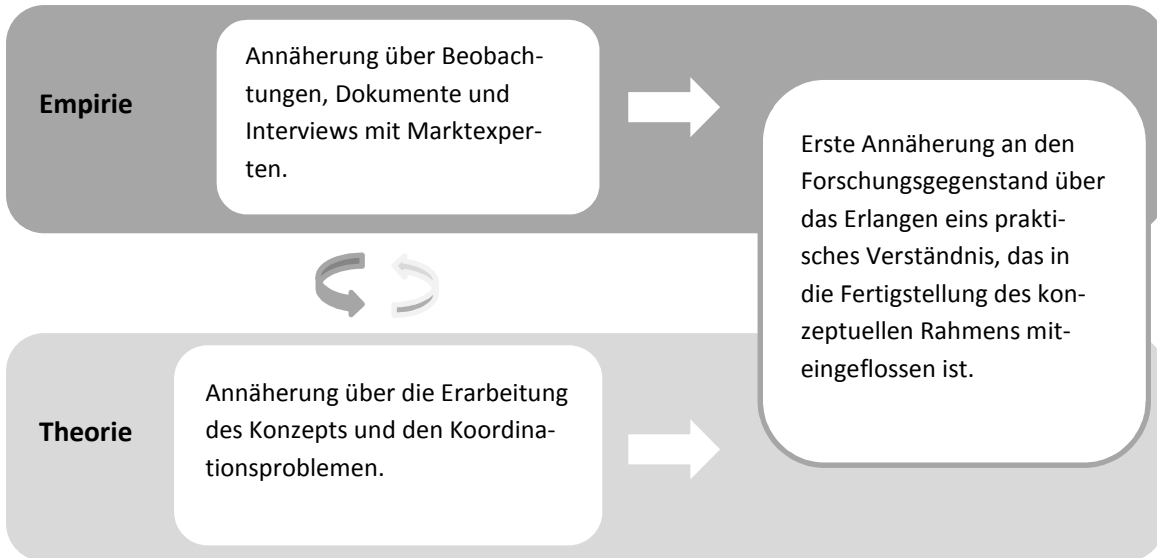 Empirie
Annäherung über Beobach-
tungen, Dokumente und
Interviews mit Marktexper-
ten.
Erste Annäherung an den
Forschungsgegenstand über
das Erlangen eins prakti-
sches Verständnis, das in
die Fertigstellung des kon-
zeptuellen Rahmens mit-
eingeflossen ist.
Theorie
Annäherung über die Erarbeitung
des Konzepts und den Koordina-
tionsproblemen.